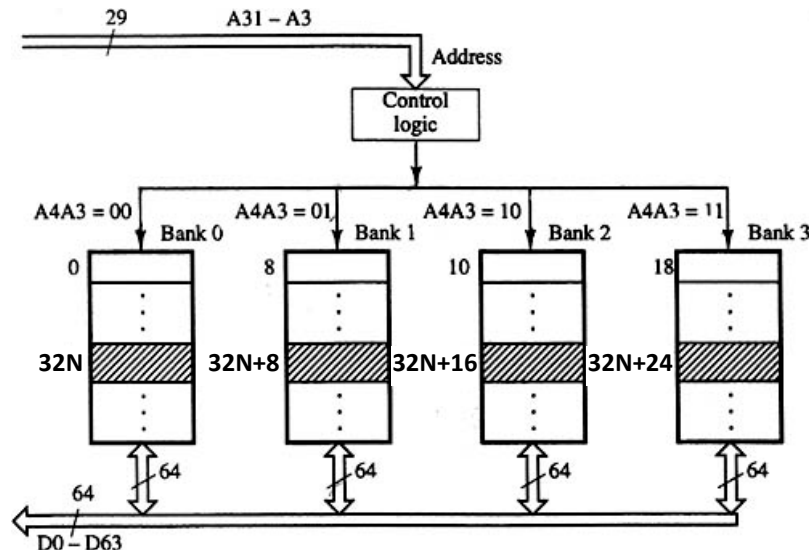 29
A31 – A3
Address
Control
logic
A4A3 = 00
A4A3 = 01
A4A3 = 10
A4A3 = 11
Bank 0
Bank 1
Bank 2
Bank 3
0
8
10
18
32N
32N+8
32N+16
32N+24
64
64
64
64
64
D0 – D63